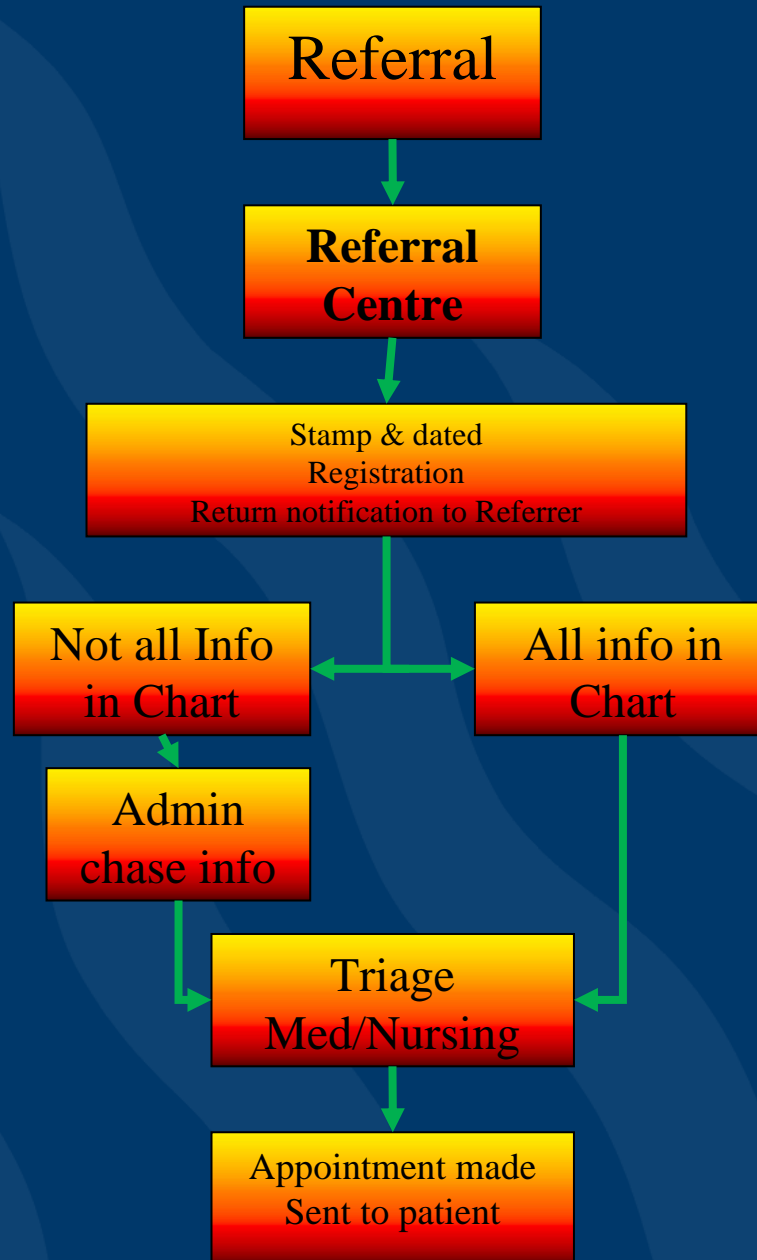 Referral
Referral
Centre
Stamp & dated
Registration
Return notification to Referrer
Not all Info
in Chart
All info in
Chart
Admin
chase info
Triage
Med/Nursing
Appointment made
Sent to patient